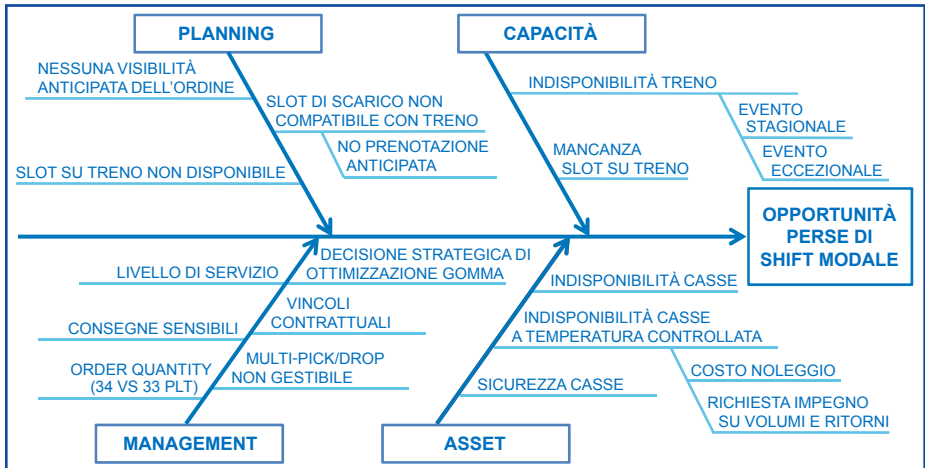 PLANNING
CAPACITÀ
NESSUNA VISIBILITÀ
ANTICIPATA DELL'ORDINE
SLOT DI SCARICO NON
COMPATIBILE CON TRENO
NO PRENOTAZIONE
ANTICIPATA
SLOT SU TRENO NON DISPONIBILE
INDISPONIBILITÀ TRENO
EVENTO
STAGIONALE
EVENTO
ECCEZIONALE
MANCANZA
SLOT SU TRENO
OPPORTUNITÀ
PERSE DI
SHIFT MODALE
LIVELLO DI SERVIZIO
DECISIONE STRATEGICA DI
OTTIMIZZAZIONE GOMMA
CONSEGNE SENSIBILI
VINCOLI
CONTRATTUALI
ORDER QUANTITY
(34 VS 33 PLT)
MULTI-PICK/DROP
NON GESTIBILE
INDISPONIBILITÀ CASSE
INDISPONIBILITÀ CASSE
A TEMPERATURA CONTROLLATA
COSTO NOLEGGIO
RICHIESTA IMPEGNO
SU VOLUMI E RITORNI
SICUREZZA CASSE
MANAGEMENT
ASSET